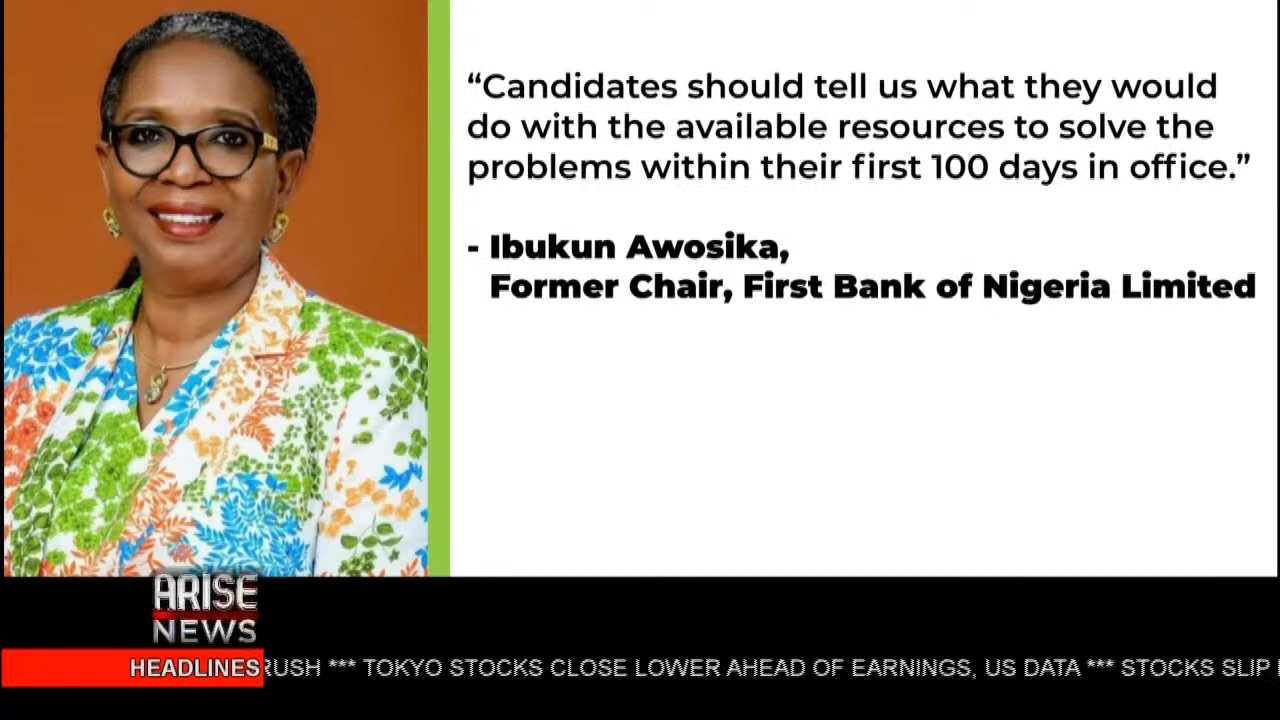 “Candidates should tell us what they would
do with the available resources to solve the
problems within their first 100 days in office.”
- Ibukun Awosika,
Former Chair, First Bank of Nigeria Limited
ARISE
NEWS
HEADLINES
RUSH *** TOKYO STOCKS CLOSE LOWER AHEAD OF EARNINGS, US DATA *** STOCKS SLIP